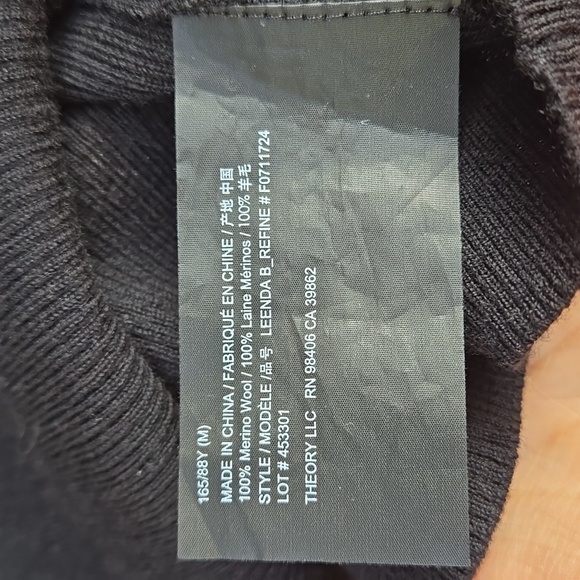 165/88Y (M)
MADE IN CHINA / FABRIQUÉ EN CHINE / 产地 中国
100% Merino Wool / 100% Laine Mérinos / 100% 羊毛
STYLE / MODÈLE /品号 LEENDA B_REFINE # F0711724
LOT # 453301
THEORY LLC RN 98406 CA 39862